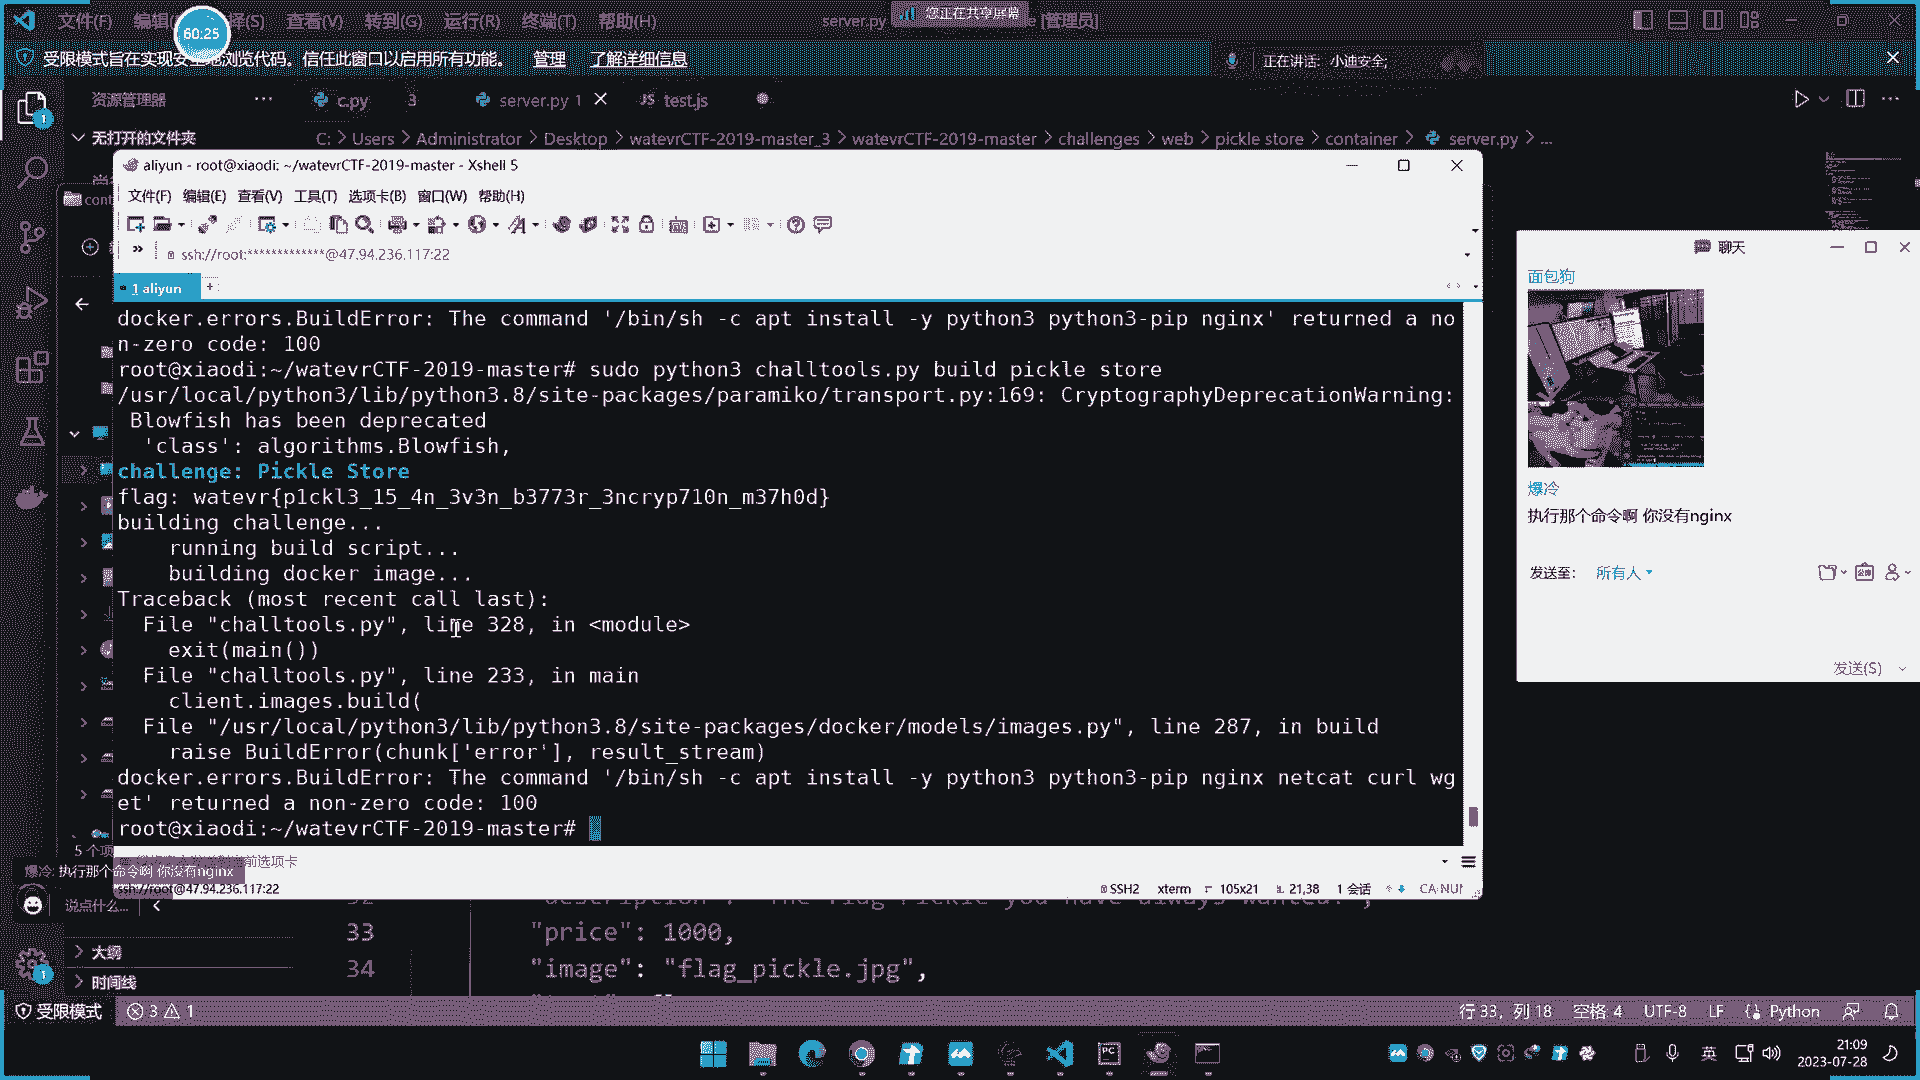 文件(F) 编辑 选择(S) 查看(V) 转到(G) 运行(R) 终端(T) 帮助(H)
server.py
您正在共享屏幕
[管理员]
60:25
受限模式旨在实现安全地浏览代码。信任此窗口以启用所有功能。 管理 了解详细信息
正在讲话: 小迪安全;
资源管理器 ···
c.py 3
server.py 1
JS test.js
无打开的文件夹
C: > Users > Administrator > Desktop > watevrCTF-2019-master_3 > watevrCTF-2019-master > challenges > web > pickle store > container > server.py > ...
aliyun - root@xiaodi: ~/watevrCTF-2019-master - Xshell 5
文件(F) 编辑(E) 查看(V) 工具(T) 选项卡(B) 窗口(W) 帮助(H)
cont
ssh://root:*************@47.94.236.117:22
1 aliyun
docker.errors.BuildError: The command '/bin/sh -c apt install -y python3 python3-pip nginx' returned a no
n-zero code: 100
root@xiaodi:~/watevrCTF-2019-master# sudo python3 challtools.py build pickle store
/usr/local/python3/lib/python3.8/site-packages/paramiko/transport.py:169: CryptographyDeprecationWarning:
 Blowfish has been deprecated
  'class': algorithms.Blowfish,
challenge: Pickle Store
flag: watevr{p1ckl3_15_4n_3v3n_b3773r_3ncryp710n_m37h0d}
building challenge...
    running build script...
    building docker image...
Traceback (most recent call last):
  File "challtools.py", line 328, in <module>
    exit(main())
  File "challtools.py", line 233, in main
    client.images.build(
  File "/usr/local/python3/lib/python3.8/site-packages/docker/models/images.py", line 287, in build
    raise BuildError(chunk['error'], result_stream)
docker.errors.BuildError: The command '/bin/sh -c apt install -y python3 python3-pip nginx netcat curl wg
et' returned a non-zero code: 100
root@xiaodi:~/watevrCTF-2019-master#
聊天
面包狗
爆冷
执行那个命令啊 你没有nginx
发送至: 所有人
发送(S)
5 个项
爆冷: 执行那个命令啊 你没有nginx
ssh://root@47.94.236.117:22
SSH2 xterm 105x21 21,38 1 会话 CAP NUM
说点什么...
33 "price": 1000,
34 "image": "flag_pickle.jpg",
大纲
时间线
受限模式 3 1
行 33，列 18 空格: 4 UTF-8 LF Python
英
21:09
2023-07-28